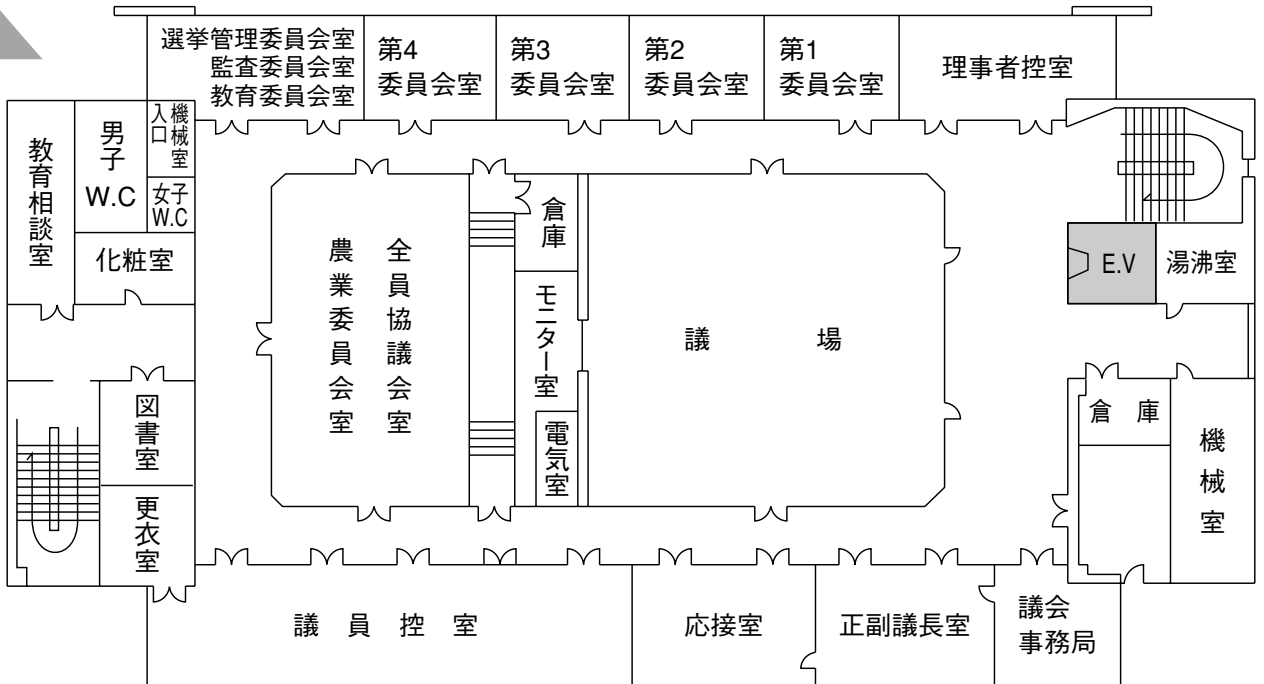 選挙管理委員会室
監査委員会室
教育委員会室
第4
委員会室
第3
委員会室
第2
委員会室
第1
委員会室
理事者控室
教育相談室
男子
W.C
機械室
入口
女子
W.C
化粧室
全員協議会室
農業委員会室
倉庫
モニター室
電気室
議場
E.V
湯沸室
図書室
更衣室
倉庫
機械室
議員控室
応接室
正副議長室
議会
事務局